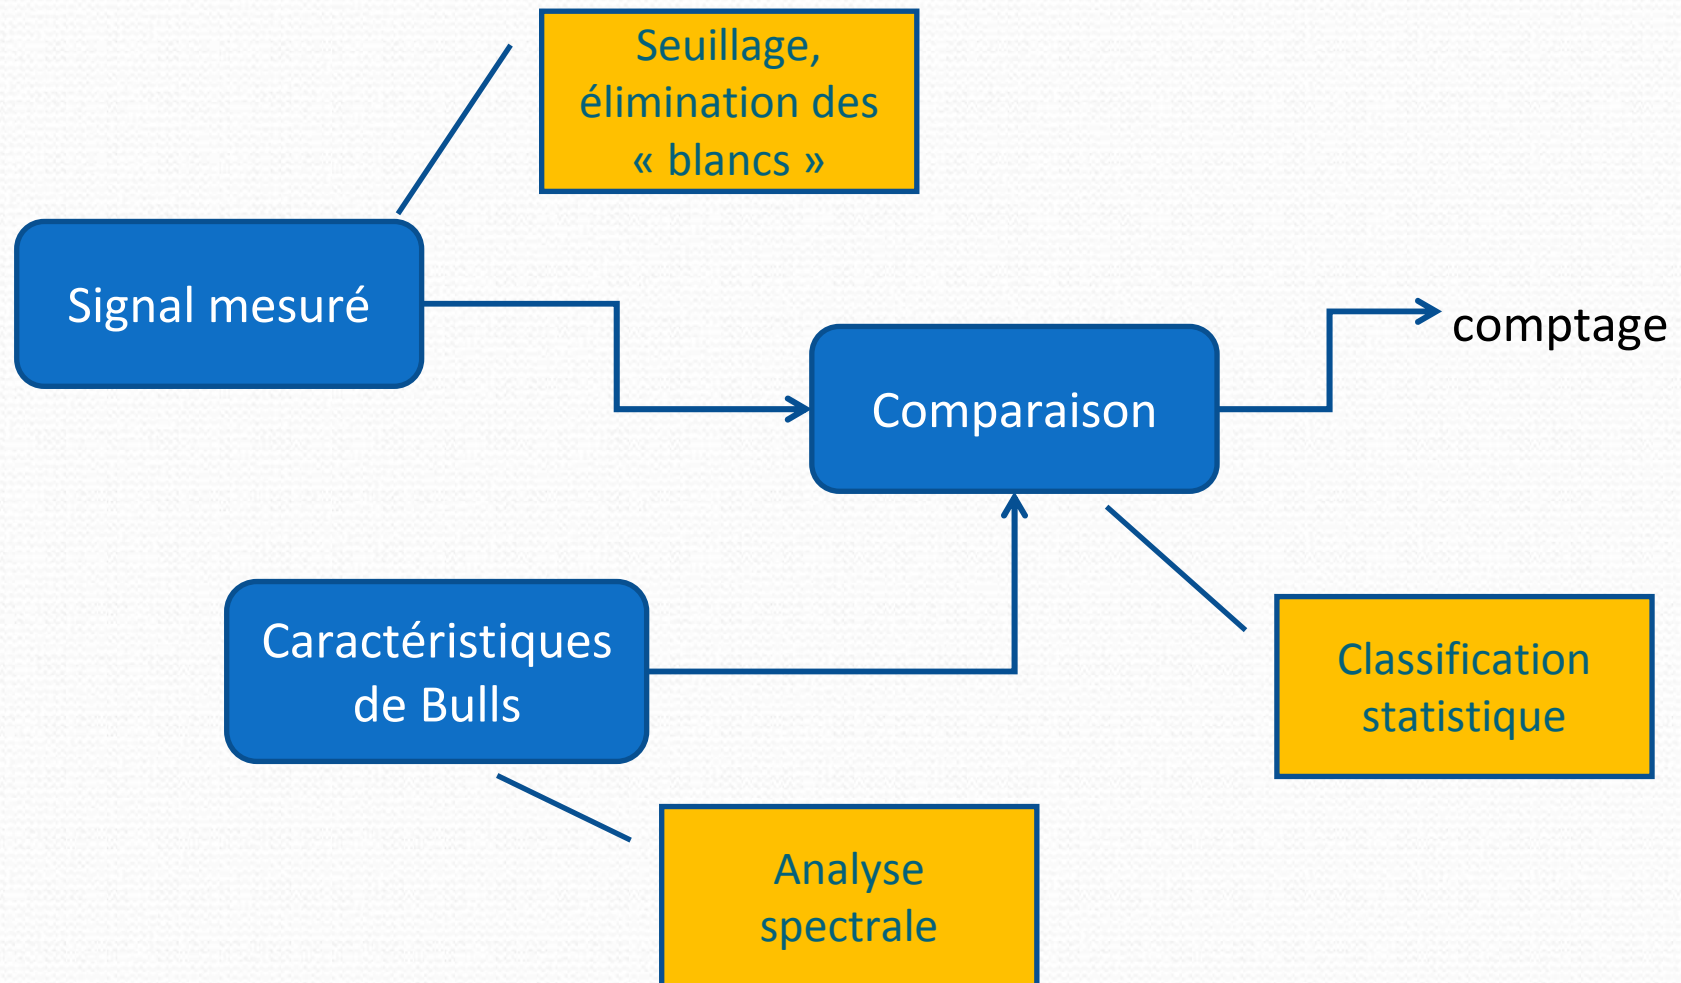 Seuillage,
élimination des
« blancs »
Signal mesuré
comptage
Comparaison
Caractéristiques
de Bulls
Classification
statistique
Analyse
spectrale